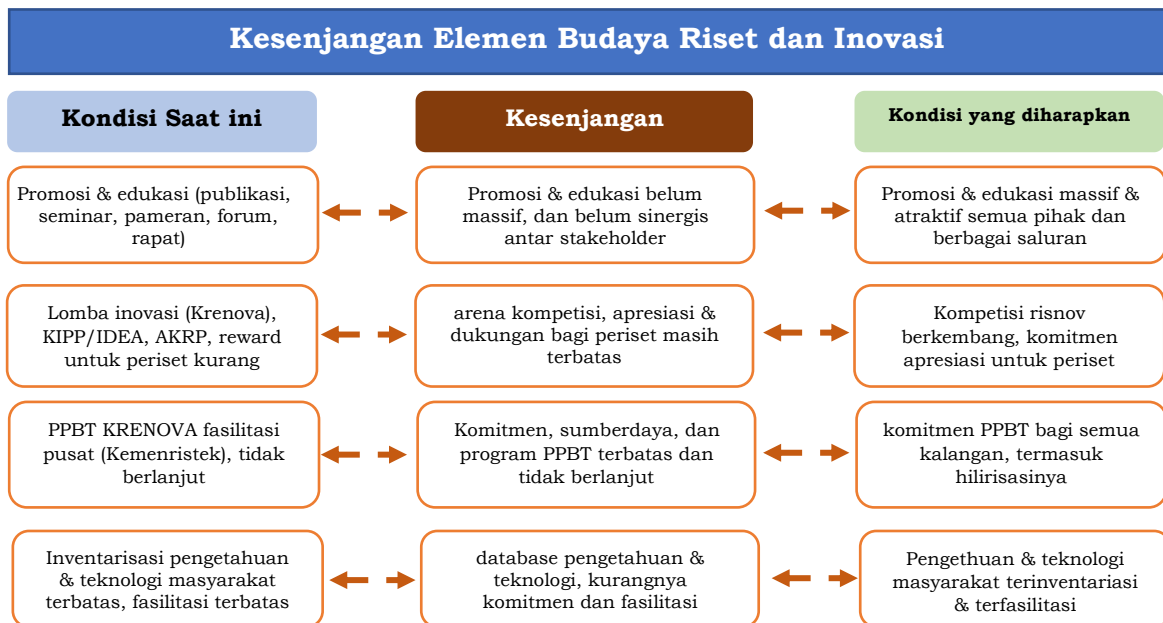 Kesenjangan Elemen Budaya Riset dan Inovasi
Kondisi Saat ini
Kesenjangan
Kondisi yang diharapkan
Promosi & edukasi (publikasi,
seminar, pameran, forum,
rapat)
Promosi & edukasi belum
massif, dan belum sinergis
antar stakeholder
Promosi & edukasi massif &
atraktif semua pihak dan
berbagai saluran
Lomba inovasi (Krenova),
KIPP/IDEA, AKRP, reward
untuk periset kurang
arena kompetisi, apresiasi &
dukungan bagi periset masih
terbatas
Kompetisi risnov
berkembang, komitmen
apresiasi untuk periset
PPBT KRENOVA fasilitasi
pusat (Kemenristek), tidak
berlanjut
Komitmen, sumberdaya, dan
program PPBT terbatas dan
tidak berlanjut
komitmen PPBT bagi semua
kalangan, termasuk
hilirisasinya
Inventarisasi pengetahuan
& teknologi masyarakat
terbatas, fasilitasi terbatas
database pengetahuan &
teknologi, kurangnya
komitmen dan fasilitasi
Pengethuan & teknologi
masyarakat terinventariasi
& terfasilitasi